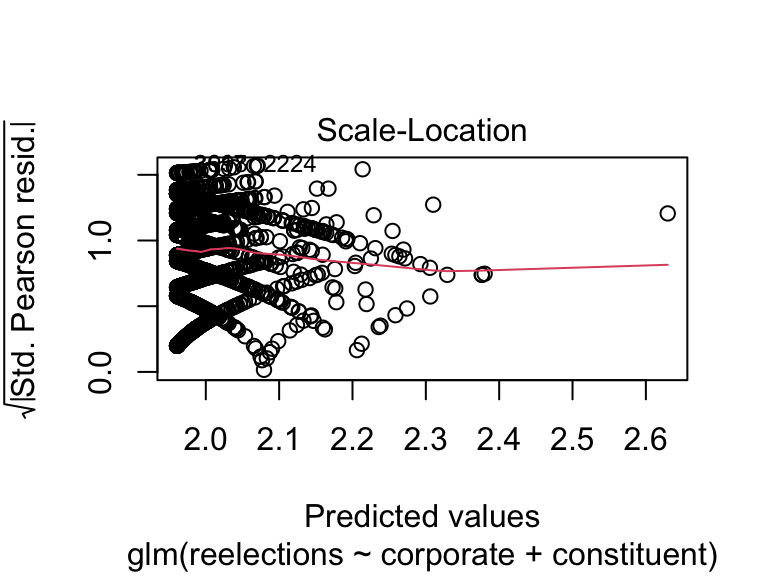 Scale-Location
2224
√|Std. Pearson resid.|
1.0
0.0
2.0 2.1 2.2 2.3 2.4 2.5 2.6
Predicted values
glm(reelections ~ corporate + constituent)